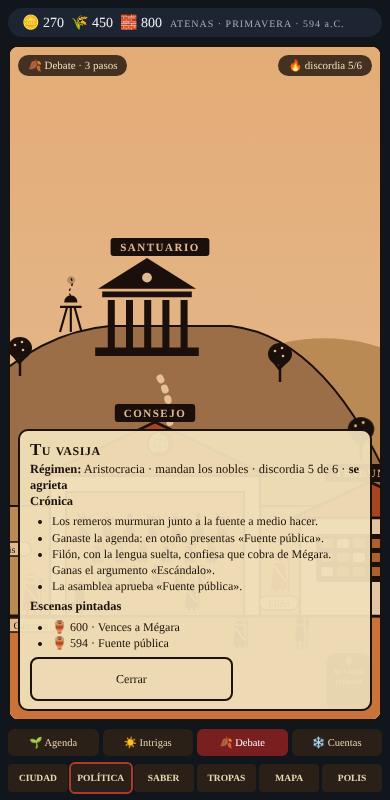 270 450 800 ATENAS · PRIMAVERA · 594 a.C.
Debate · 3 pasos
discordia 5/6
SANTUARIO
CONSEJO
TU VASIJA
Régimen: Aristocracia · mandan los nobles · discordia 5 de 6 · se
agrieta
Crónica
• Los remeros murmuran junto a la fuente a medio hacer.
• Ganaste la agenda: en otoño presentas «Fuente pública».
• Filón, con la lengua suelta, confiesa que cobra de Mégara.
Ganas el argumento «Escándalo».
• La asamblea aprueba «Fuente pública».
Escenas pintadas
• 600 · Vences a Mégara
• 594 · Fuente pública
Cerrar
Agenda
Intrigas
Debate
Cuentas
CIUDAD
POLÍTICA
SABER
TROPAS
MAPA
POLIS